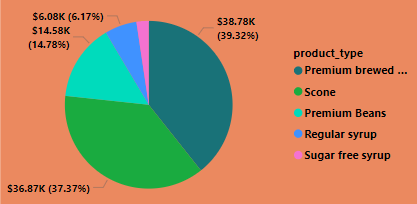 $6.08K (6.17%)
$14.58K
(14.78%)
$38.78K
(39.32%)
$36.87K (37.37%)
product_type
Premium brewed ...
Scone
Premium Beans
Regular syrup
Sugar free syrup